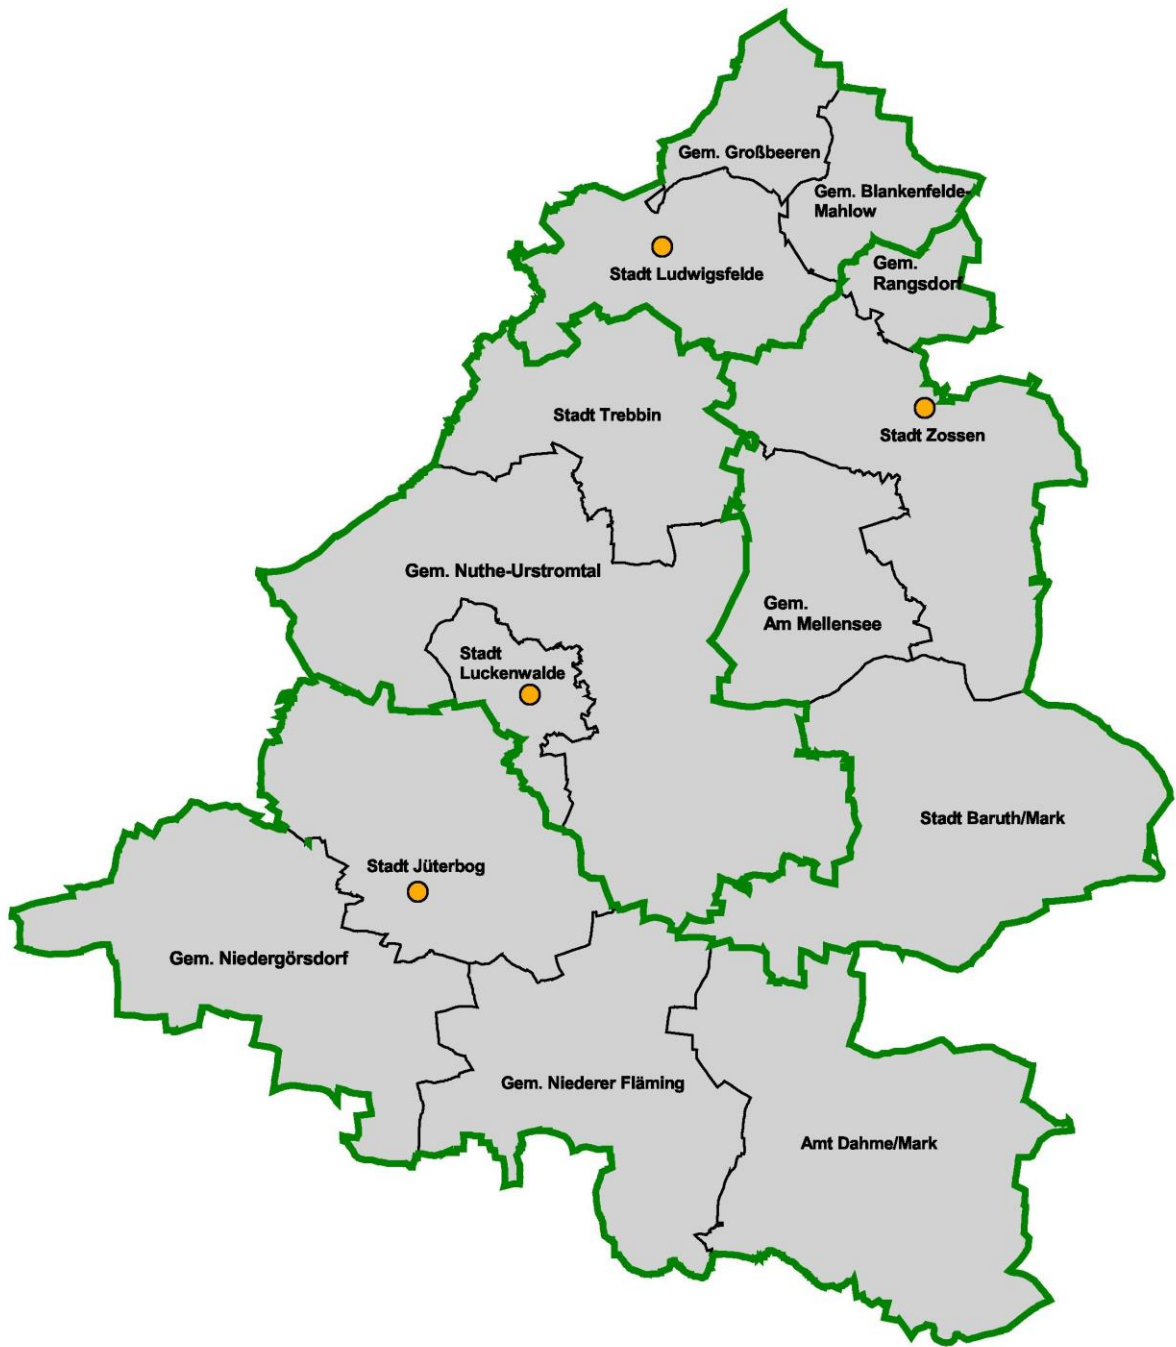 Gem. Großbeeren
Gem. Blankenfelde-
Mahlow
Gem.
Rangsdorf
Stadt Ludwigsfelde
Stadt Trebbin
Stadt Zossen
Gem. Nuthe-Urstromtal
Gem.
Am Mellensee
Stadt
Luckenwalde
Stadt Baruth/Mark
Stadt Jüterbog
Gem. Niedergörsdorf
Gem. Niederer Fläming
Amt Dahme/Mark